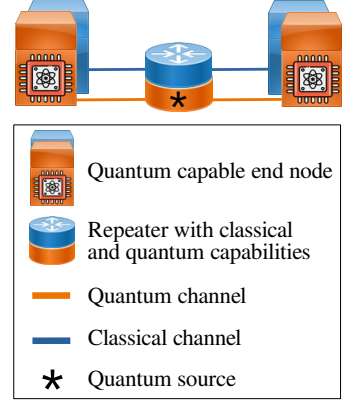 Quantum capable end node
Repeater with classical
and quantum capabilities
Quantum channel
Classical channel
Quantum source